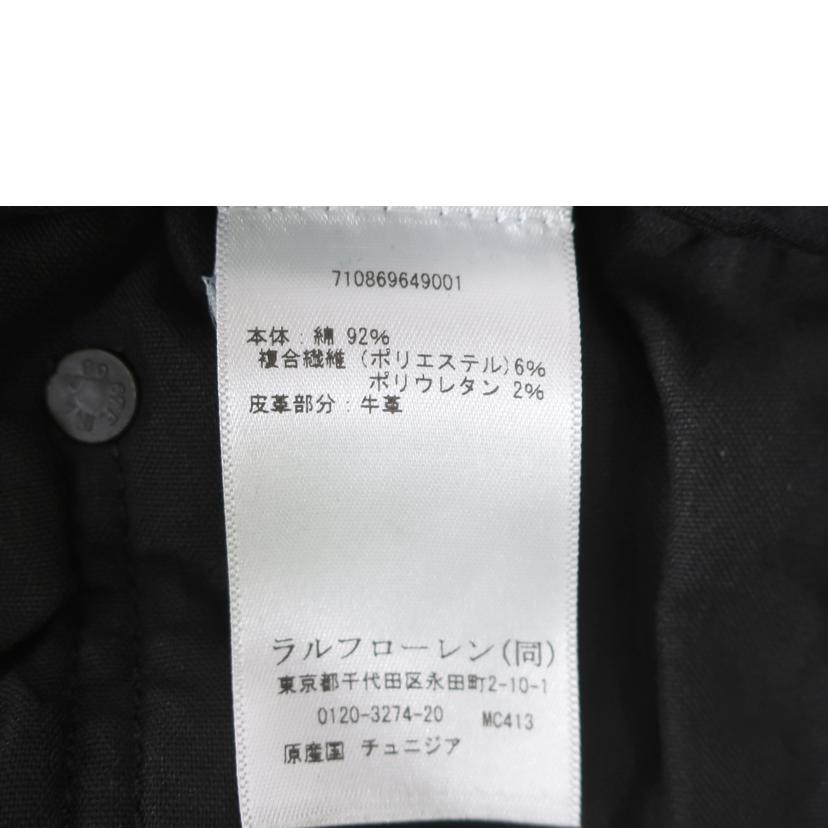 710869649001
本体：綿 92%
複合繊維（ポリエステル)6%
ポリウレタン 2%
皮革部分：牛革
ラルフローレン(同)
東京都千代田区永田町2-10-1
0120-3274-20 MC413
原産国 チュニジア